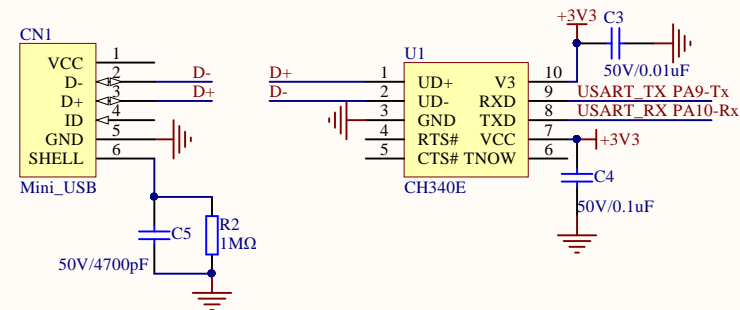 CN1
VCC 1
D- 2
D+ 3
ID 4
GND 5
SHELL 6
Mini_USB
D-
D+
C5
50V/4700pF
R2
1MΩ
D+
D-
U1
1 UD+ V3 10
2 UD- RXD 9
3 GND TXD 8
4 RTS# VCC 7
5 CTS# TNOW 6
CH340E
+3V3
C3
50V/0.01uF
USART_TX PA9-Tx
USART_RX PA10-Rx
+3V3
C4
50V/0.1uF